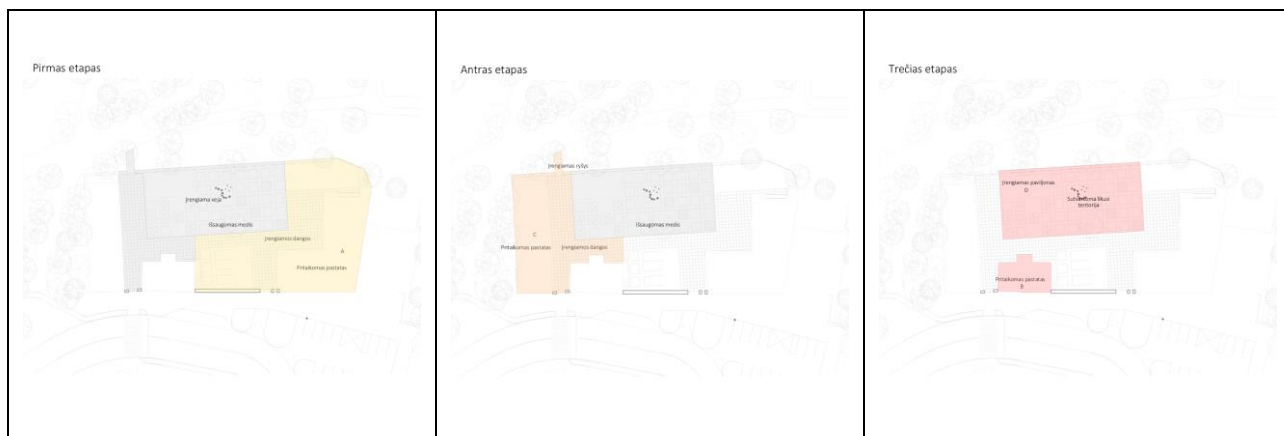 Pirmas etapas
Įrengiama veja
Išsaugomas medis
Įrengiamos dangos
A
Pritaikomas pastatas
Antras etapas
Įrengiamas ryšys
Išsaugomas medis
C
Pritaikomas pastatas
Įrengiamos dangos
Trečias etapas
Įrengiamas paviljonas
D
Sutvarkoma likusi
teritorija
Pritaikomas pastatas
B